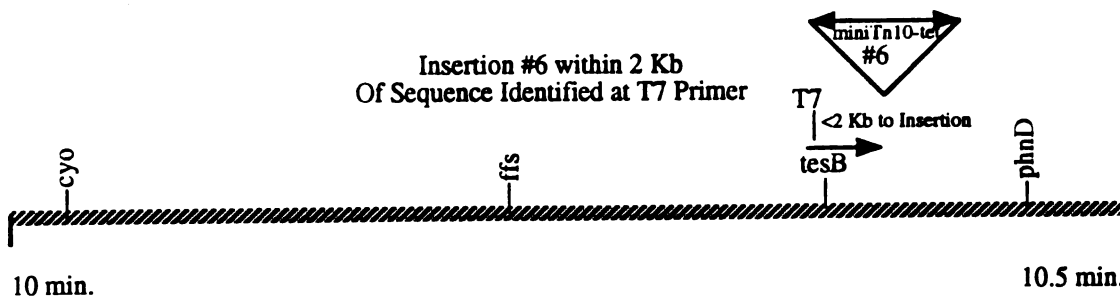 miniTn10-tet
#6
Insertion #6 within 2 Kb
Of Sequence Identified at T7 Primer
T7
<2 Kb to Insertion
tesB
cyo
ffs
phnD
10 min.
10.5 min